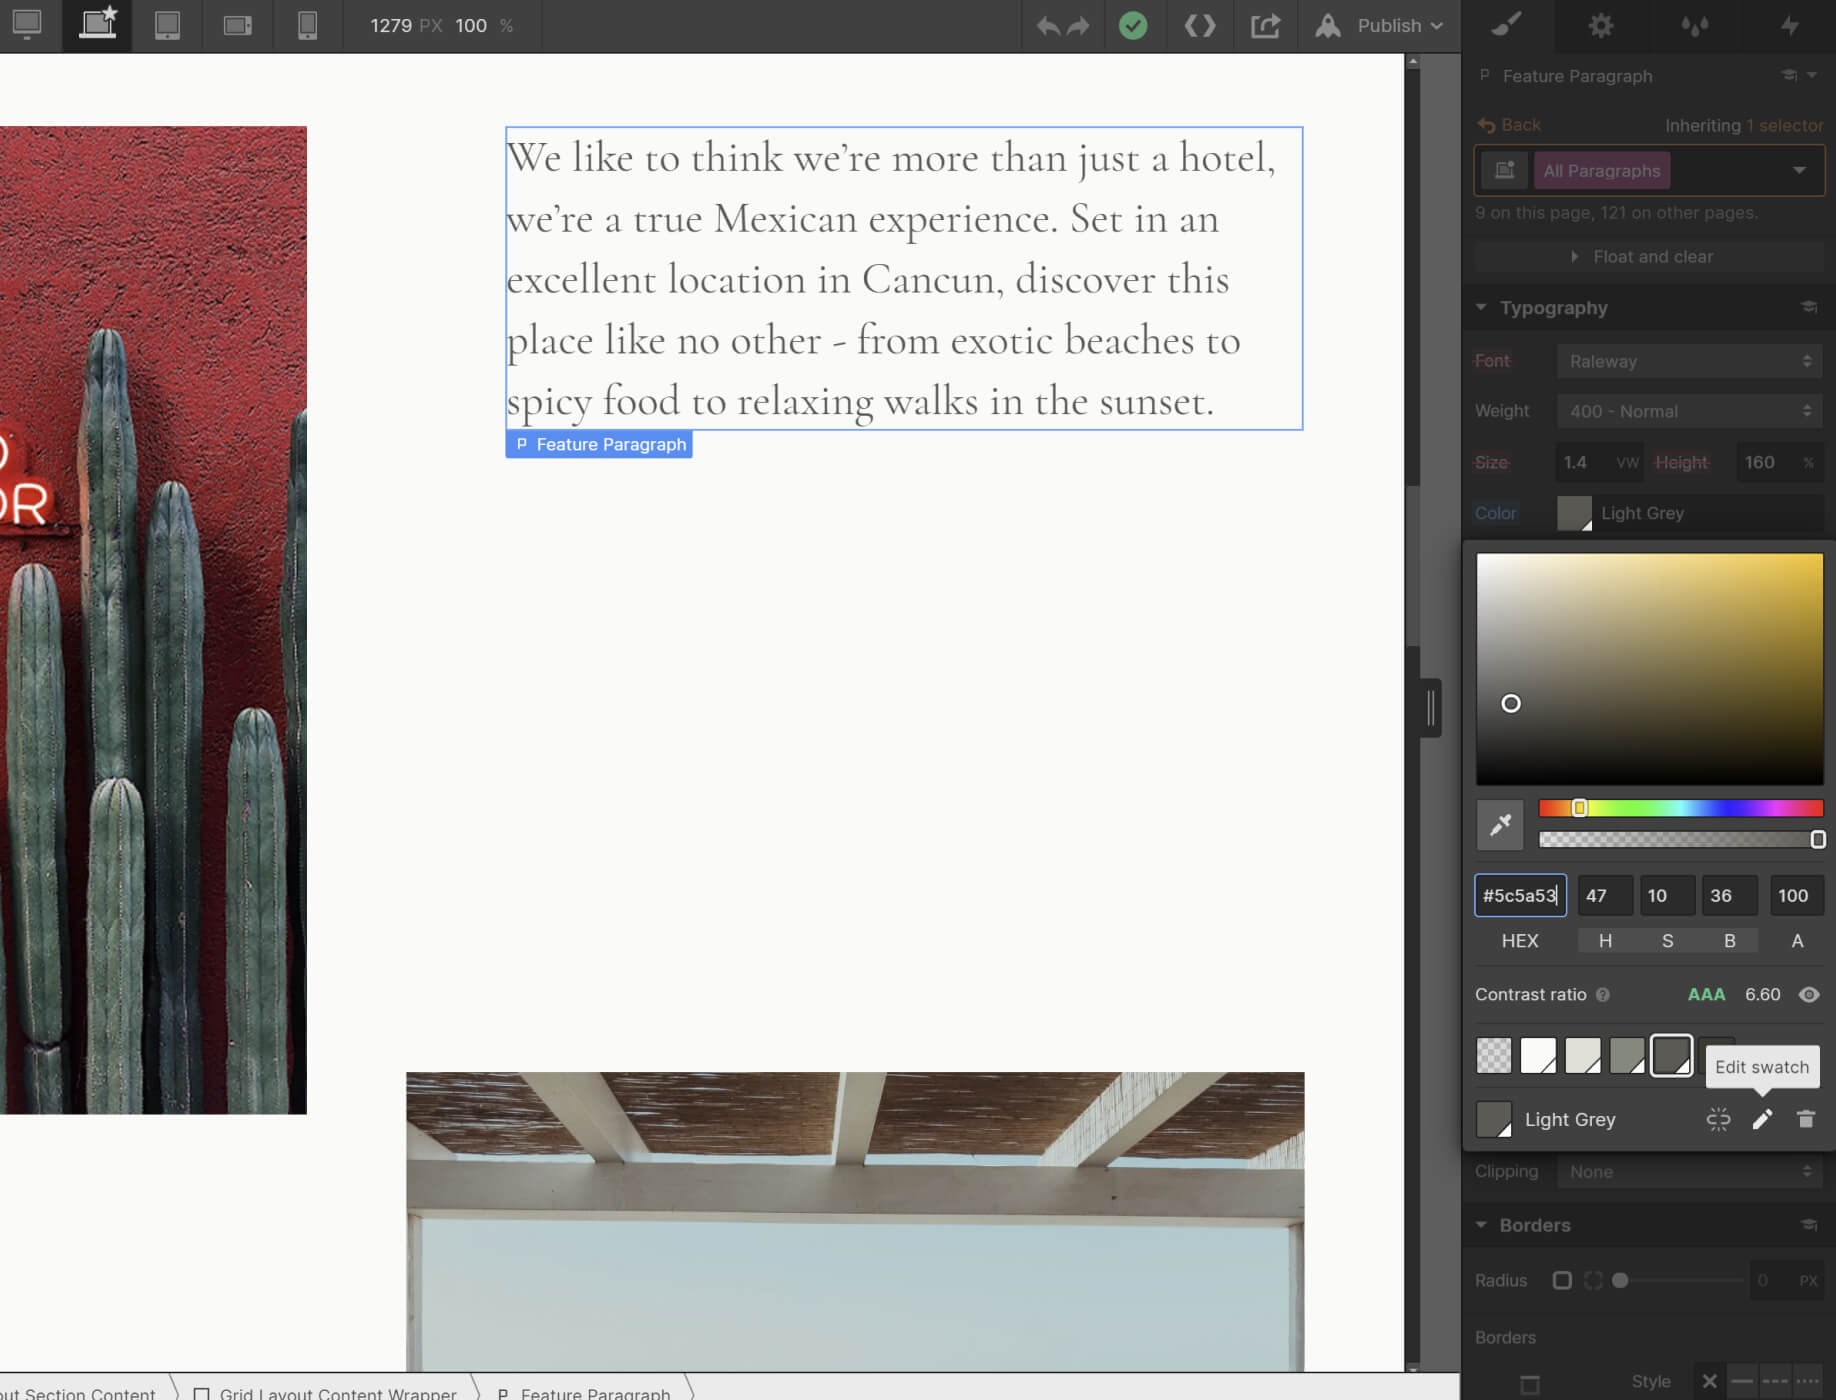 1279 PX 100 %
Publish
Feature Paragraph
Back
Inheriting 1 selector
All Paragraphs
9 on this page, 121 on other pages.
Float and clear
Typography
Font
Raleway
Weight
400 - Normal
Size
1.4 VW
Height
160 %
Color
Light Grey
We like to think we’re more than just a hotel,
we’re a true Mexican experience. Set in an
excellent location in Cancun, discover this
place like no other - from exotic beaches to
spicy food to relaxing walks in the sunset.
Feature Paragraph
OR
#5c5a53 47 10 36 100
HEX H S B A
Contrast ratio AAA 6.60
Edit swatch
Light Grey
Clipping
None
Borders
Radius
0 PX
Borders
Style
out Section Content
Grid Layout Content Wrapper
Feature Paragraph